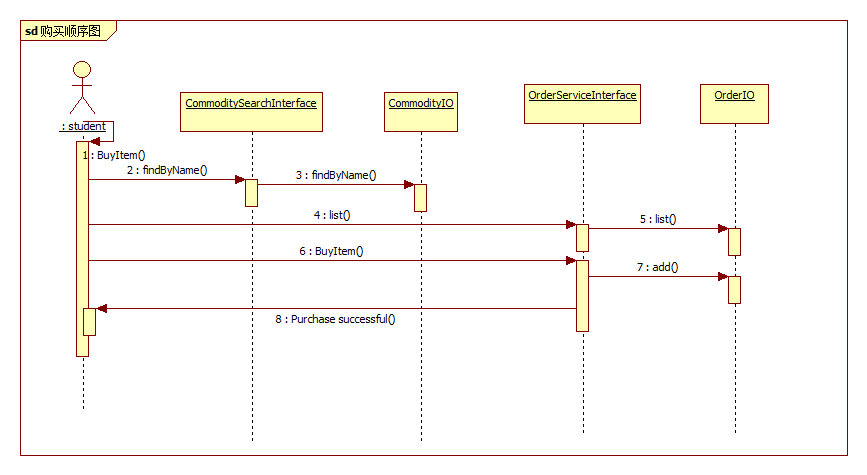 sd 购买顺序图
CommoditySearchInterface
CommodityIO
OrderServiceInterface
OrderIO
: student
1 : BuyItem()
2 : findByName()
3 : findByName()
4 : list()
5 : list()
6 : BuyItem()
7 : add()
8 : Purchase successful()